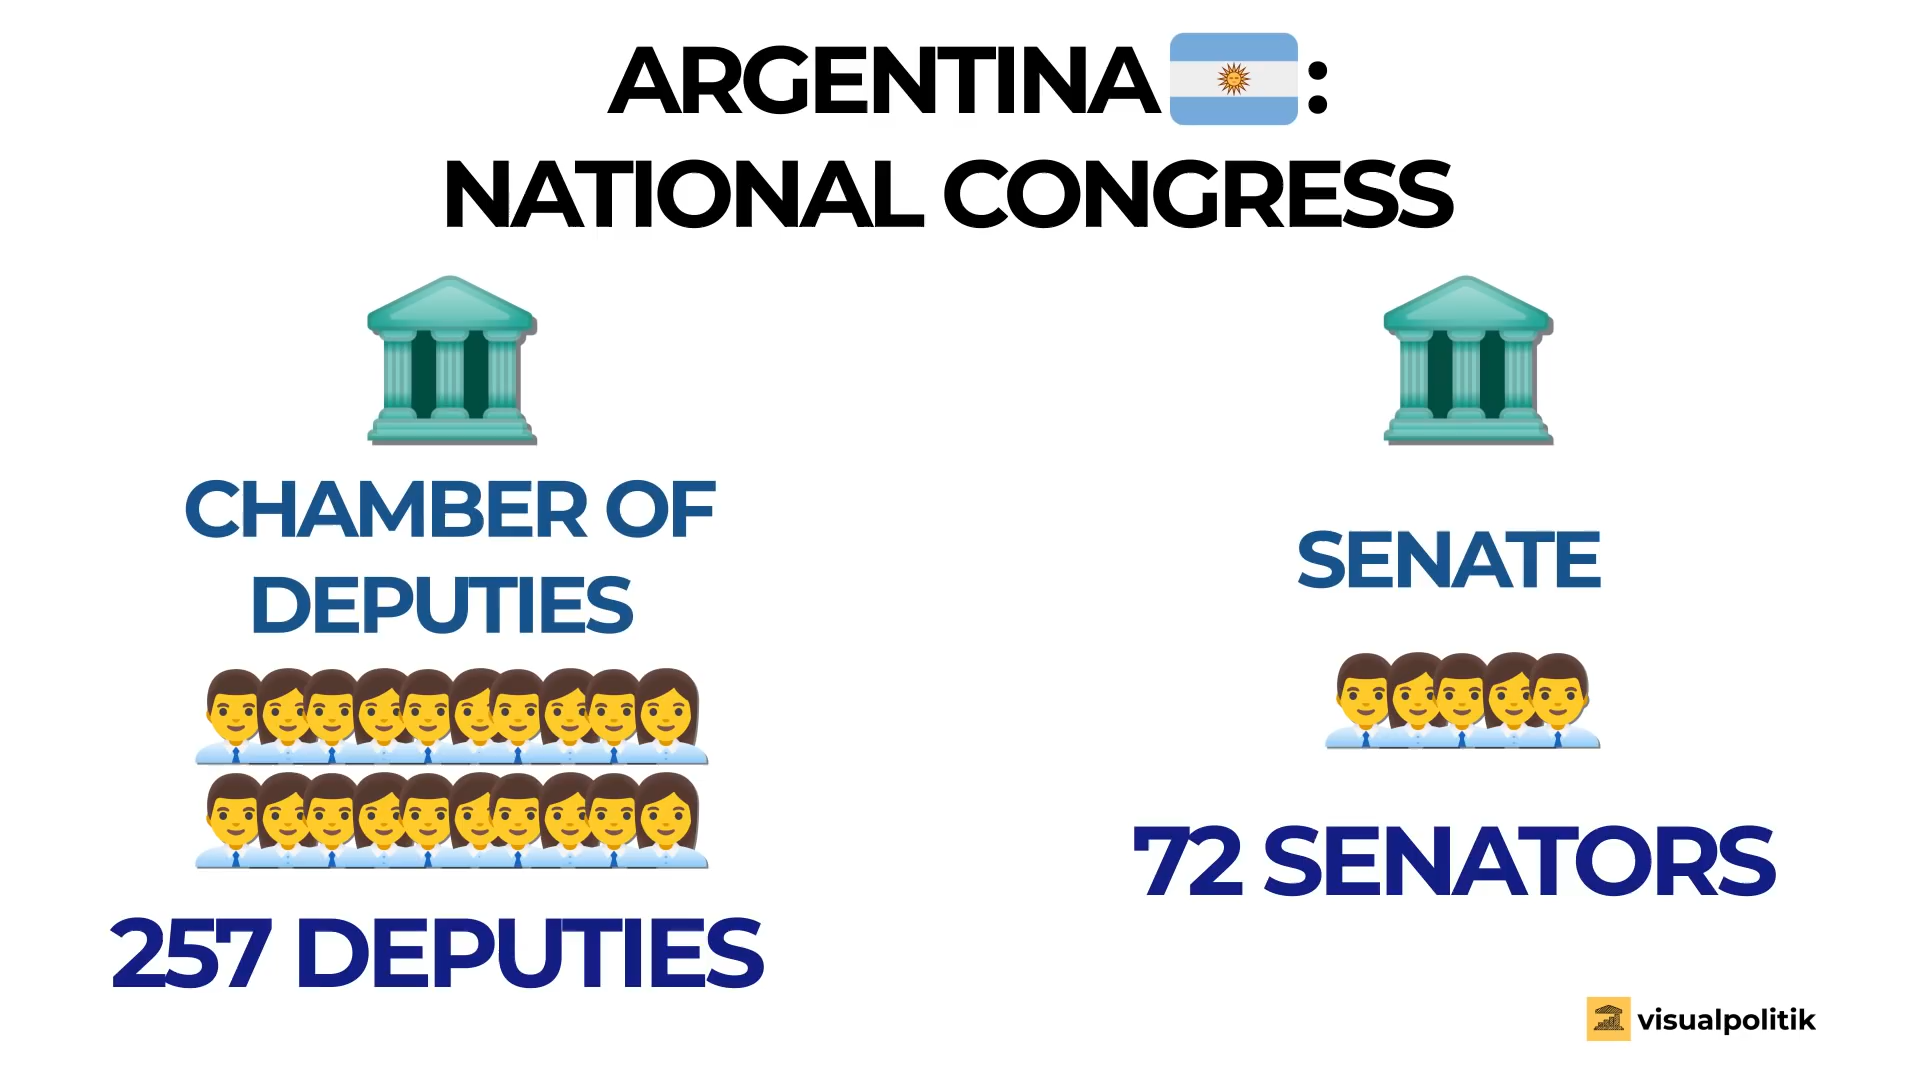 ARGENTINA :
NATIONAL CONGRESS
CHAMBER OF
DEPUTIES
257 DEPUTIES
SENATE
72 SENATORS
visualpolitik